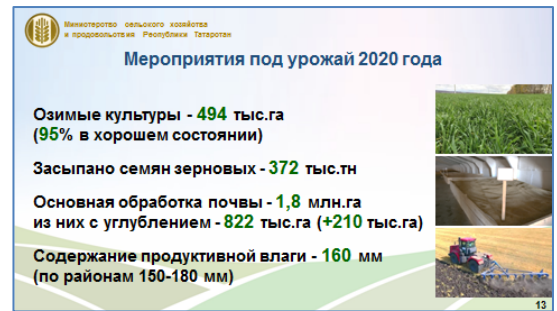 Министерство сельского хозяйства
и продовольствия Республики Татарстан
Мероприятия под урожай 2020 года
Озимые культуры - 494 тыс.га
(95% в хорошем состоянии)
Засыпано семян зерновых - 372 тыс.тн
Основная обработка почвы - 1,8 млн.га
из них с углублением - 822 тыс.га (+210 тыс.га)
Содержание продуктивной влаги - 160 мм
(по районам 150-180 мм)
13